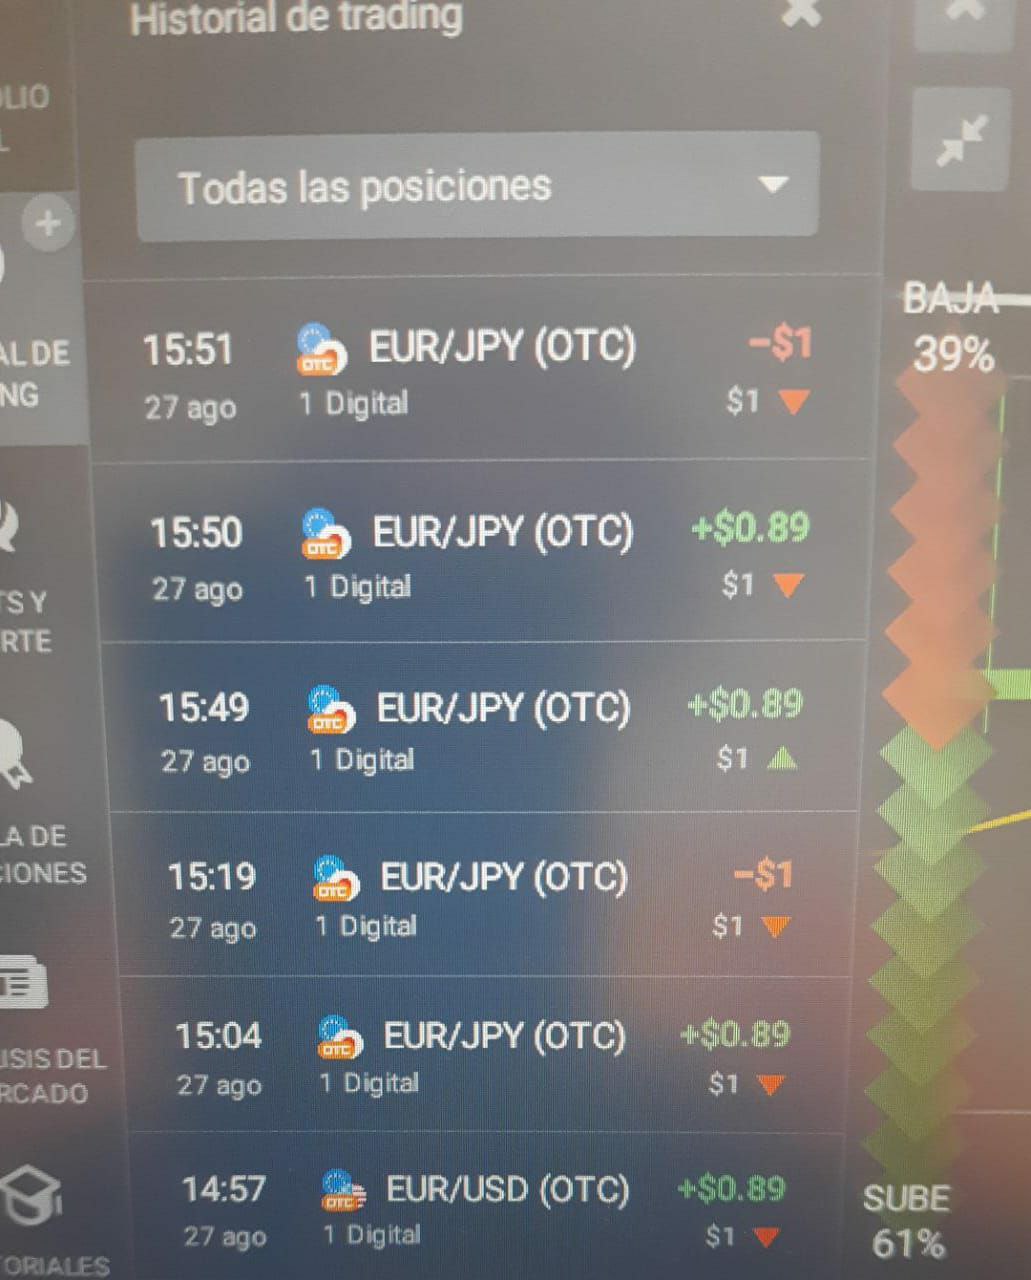 Historial de trading
Todas las posiciones
15:51 EUR/JPY (OTC) -$1
27 ago 1 Digital $1
15:50 EUR/JPY (OTC) +$0.89
27 ago 1 Digital $1
15:49 EUR/JPY (OTC) +$0.89
27 ago 1 Digital $1
15:19 EUR/JPY (OTC) -$1
27 ago 1 Digital $1
15:04 EUR/JPY (OTC) +$0.89
27 ago 1 Digital $1
14:57 EUR/USD (OTC) +$0.89
27 ago 1 Digital $1
OTC
OTC
OTC
OTC
OTC
OTC
BAJA
39%
SUBE
61%
LIO
L
AL DE
NG
TS Y
RTE
LA DE
CIONES
ISIS DEL
RCADO
ORIALES